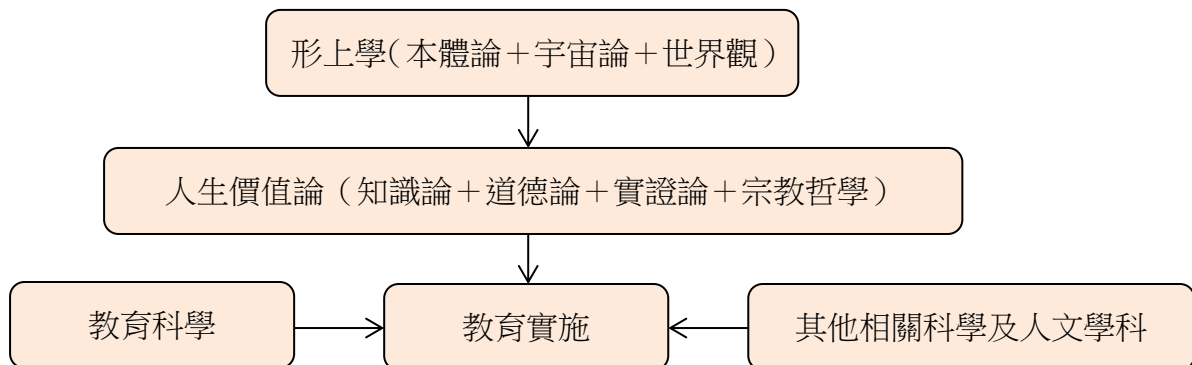 形上學(本體論＋宇宙論＋世界觀)
人生價值論（知識論＋道德論＋實證論＋宗教哲學）
教育科學
教育實施
其他相關科學及人文學科